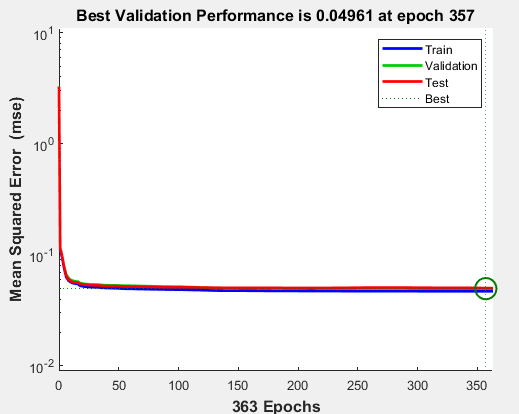 Best Validation Performance is 0.04961 at epoch 357
10^1
10^0
10^-1
10^-2
Mean Squared Error (mse)
Train
Validation
Test
Best
0 50 100 150 200 250 300 350
363 Epochs